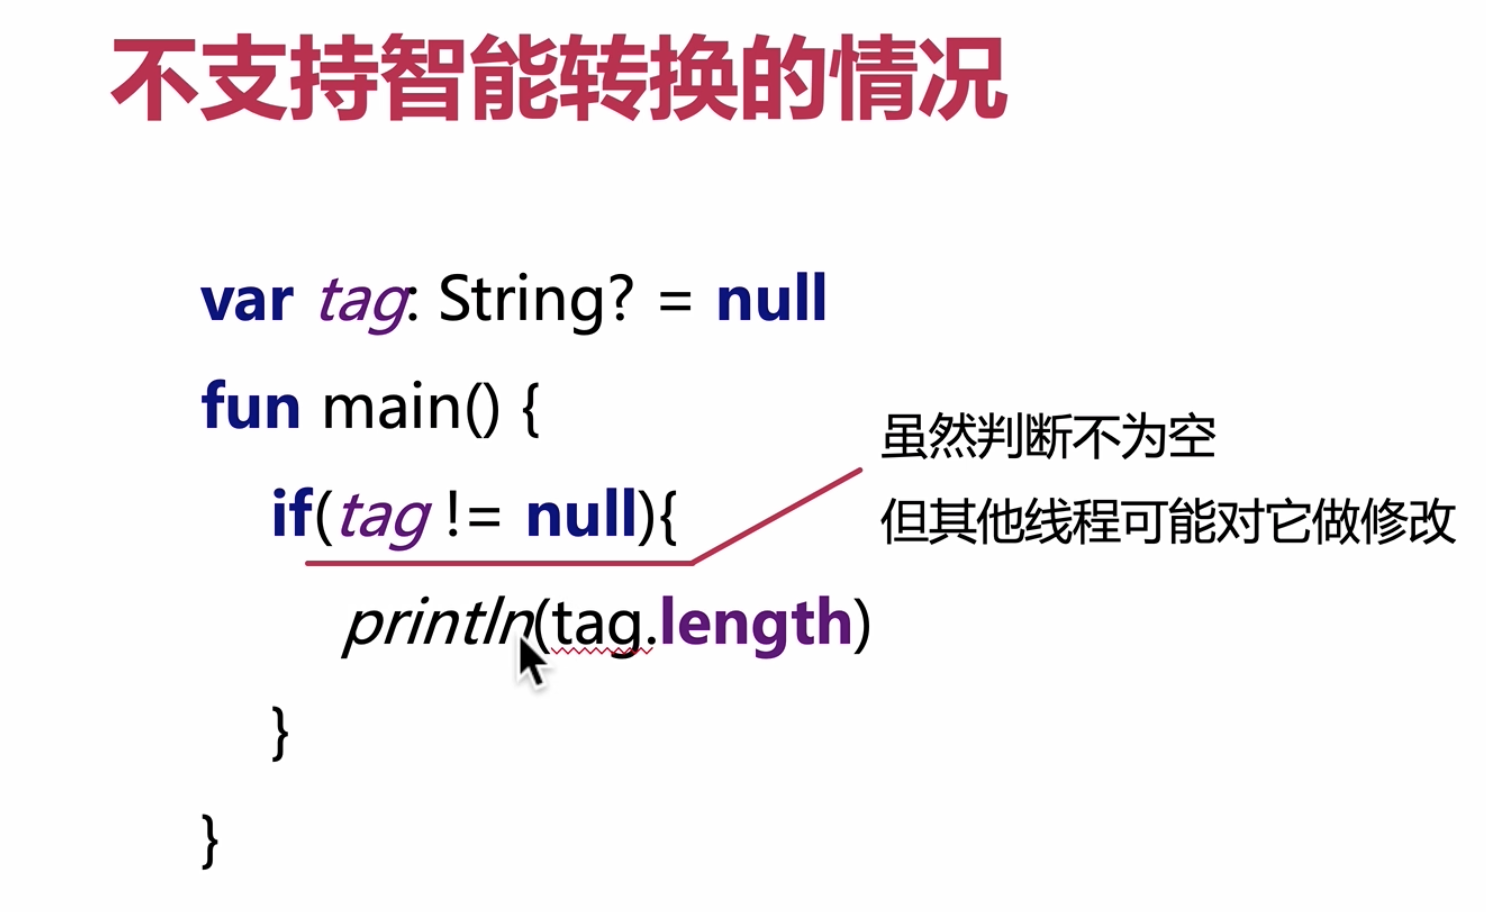 不支持智能转换的情况
var tag: String? = null
fun main() {
虽然判断不为空
if(tag != null){
但其他线程可能对它做修改
println(tag.length)
}
}